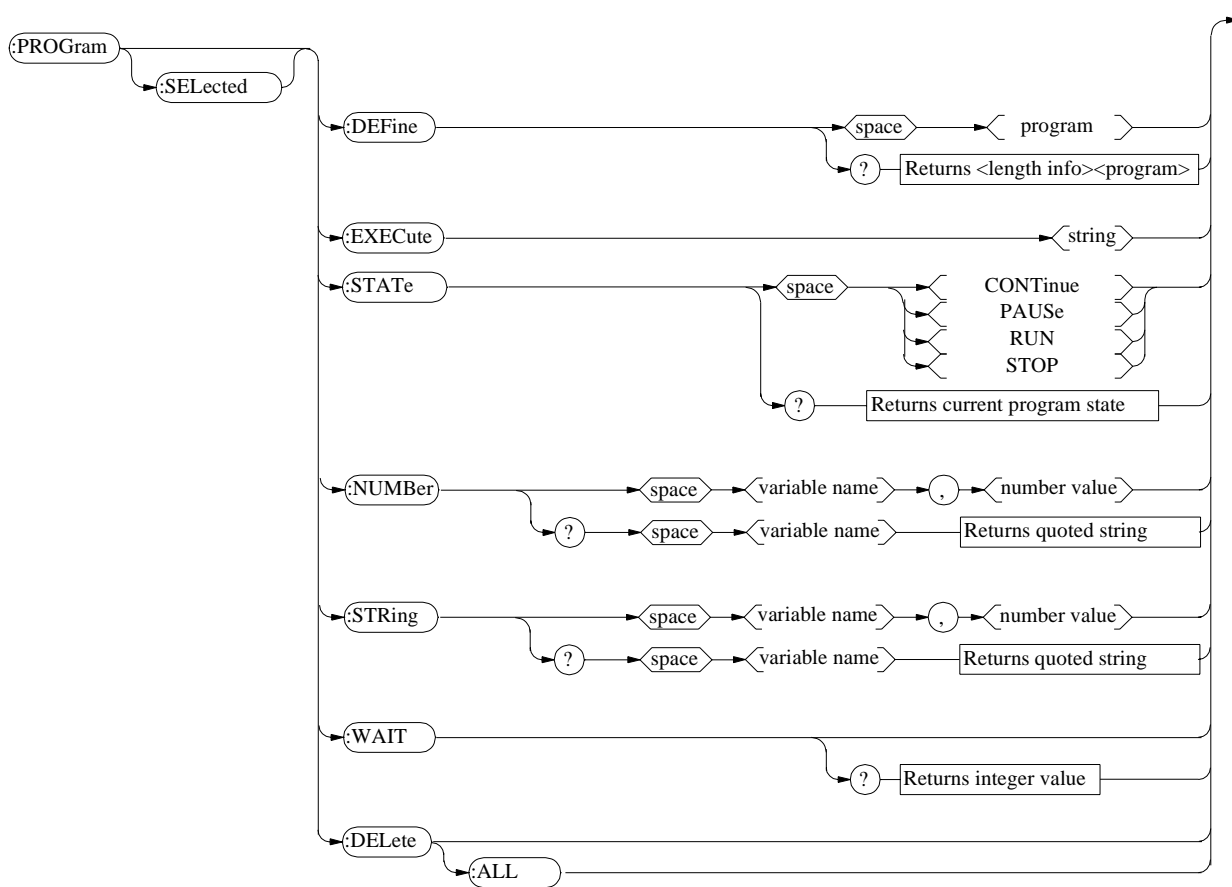 :PROGram
:SELected
:DEFine space program
? Returns <length info><program>
:EXECute string
:STATe space CONTinue
PAUSe
RUN
STOP
? Returns current program state
:NUMBer space variable name , number value
? space variable name Returns quoted string
:STRing space variable name , number value
? space variable name Returns quoted string
:WAIT
? Returns integer value
:DELete
:ALL